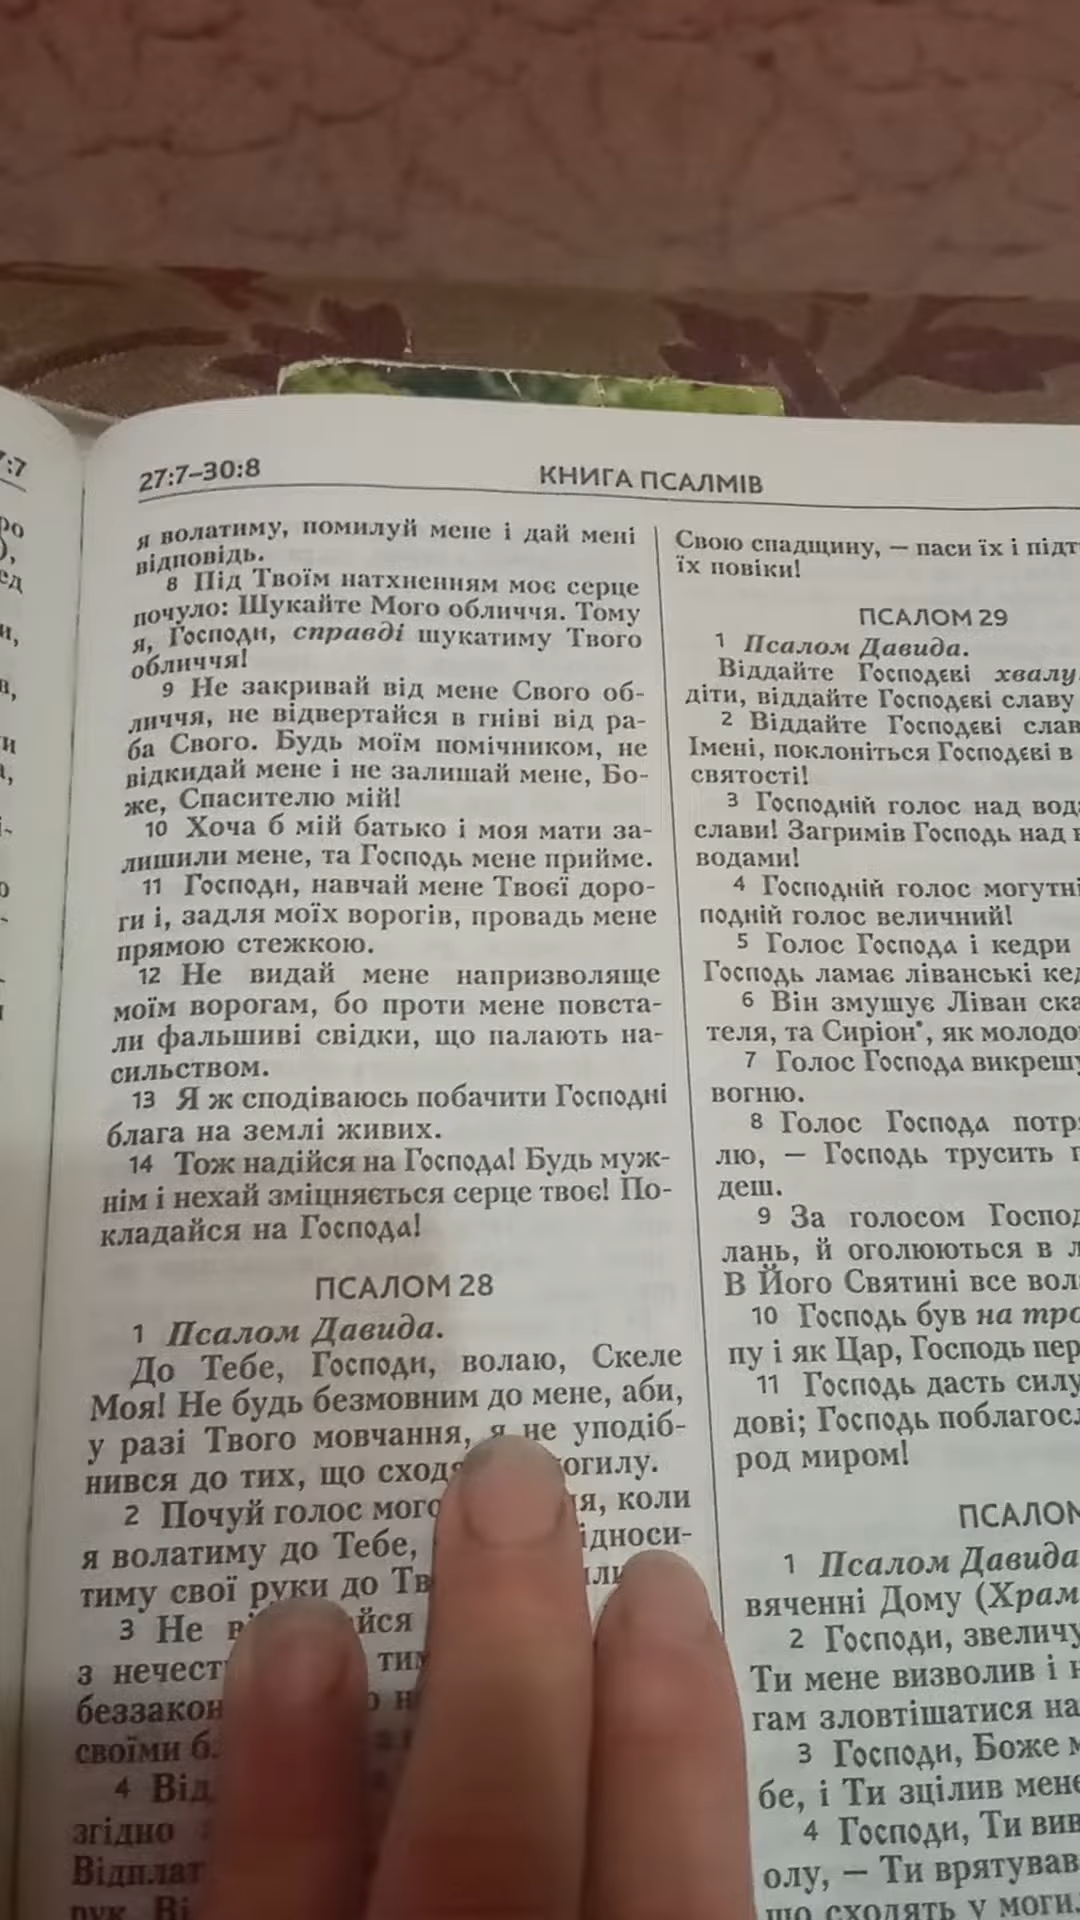 27:7–30:8
КНИГА ПСАЛМІВ
я волатиму, помилуй мене і дай мені
відповідь.
8 Під Твоїм натхненням моє серце
почуло: Шукайте Мого обличчя. Тому
я, Господи, справді шукатиму Твого
обличчя!
9 Не закривай від мене Свого об-
личчя, не відвертайся в гніві від ра-
ба Свого. Будь моїм помічником, не
відкидай мене і не залишай мене, Бо-
же, Спасителю мій!
10 Хоча б мій батько і моя мати за-
лишили мене, та Господь мене прийме.
11 Господи, навчай мене Твоєї доро-
ги і, задля моїх ворогів, провадь мене
прямою стежкою.
12 Не видай мене напризволяще
моїм ворогам, бо проти мене повста-
ли фальшиві свідки, що палають на-
сильством.
13 Я ж сподіваюсь побачити Господні
блага на землі живих.
14 Тож надійся на Господа! Будь муж-
нім і нехай зміцняється серце твоє! По-
кладайся на Господа!
ПСАЛОМ 28
1 Псалом Давида.
До Тебе, Господи, волаю, Скеле
Моя! Не будь безмовним до мене, аби,
у разі Твого мовчання, я не уподіб-
нився до тих, що
2 Почуй голос коли
я волатиму до Тебе,
тиму свої руки до
3 Не
з
своїми
4
згідно
Свою спадщину, – паси їх і
їх повіки!
ПСАЛОМ 29
1 Псалом Давида.
Віддайте Господеві хвалу
діти, віддайте Господеві славу
2 Віддайте Господеві
Імені, поклоніться Господеві в
святості!
3 Господній голос над
слави! Загримів Господь над
водами!
4 Господній голос
подній голос величний!
5 Голос Господа і кедри
Господь ламає ліванські
6 Він змушує Ліван
теля, та Сиріон*, як
7 Голос Господа
вогню.
8 Голос Господа
лю, – Господь трусить
деш.
9 За голосом
лань, й оголюються в
В Його Святині все
10 Господь був на
пу і як Цар, Господь
11 Господь дасть силу
дові; Господь
род миром!
1 Псалом Давида
вяченні Дому
2 Господи,
Ти мене визволив і
гам зловтішатися
3 Господи, Боже
бе, і Ти зцілив
4 Господи, Ти
олу, – Ти
що сходять у